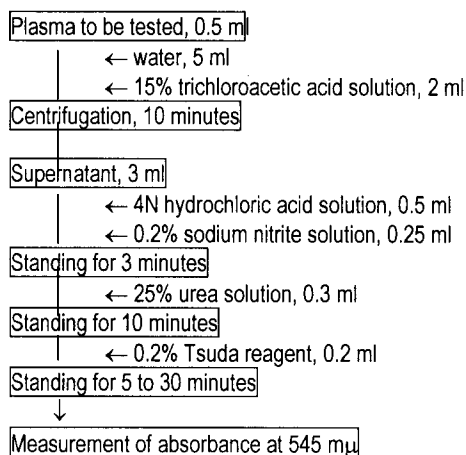 Plasma to be tested, 0.5 ml
← water, 5 ml
← 15% trichloroacetic acid solution, 2 ml
Centrifugation, 10 minutes
Supernatant, 3 ml
← 4N hydrochloric acid solution, 0.5 ml
← 0.2% sodium nitrite solution, 0.25 ml
Standing for 3 minutes
← 25% urea solution, 0.3 ml
Standing for 10 minutes
← 0.2% Tsuda reagent, 0.2 ml
Standing for 5 to 30 minutes
Measurement of absorbance at 545 mμ